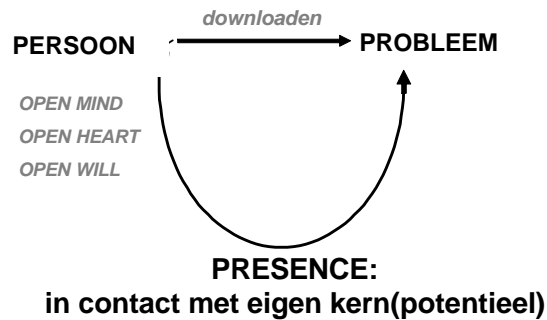 downloaden
PERSOON PROBLEEM
OPEN MIND
OPEN HEART
OPEN WILL
PRESENCE:
in contact met eigen kern(potentieel)